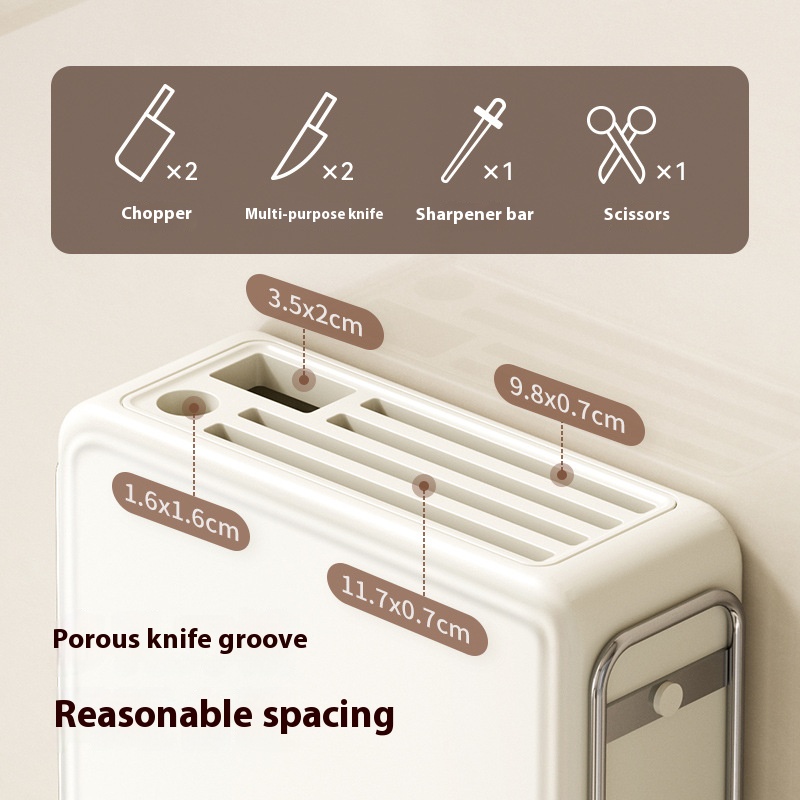 ×2
×2
×1
×1
Chopper
Multi-purpose knife
Sharpener bar
Scissors
3.5x2cm
9.8x0.7cm
1.6x1.6cm
11.7x0.7cm
Porous knife groove
Reasonable spacing